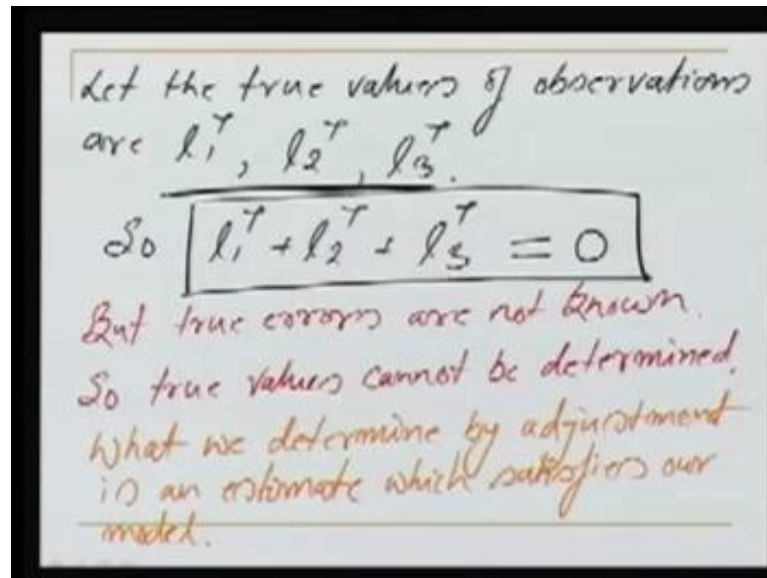 Let the true values of observations
are l₁ᵀ, l₂ᵀ, l₃ᵀ.
So l₁ᵀ + l₂ᵀ + l₃ᵀ = 0
But true errors are not known.
So true values cannot be determined.
What we determine by adjustment
is an estimate which satisfies our
model.